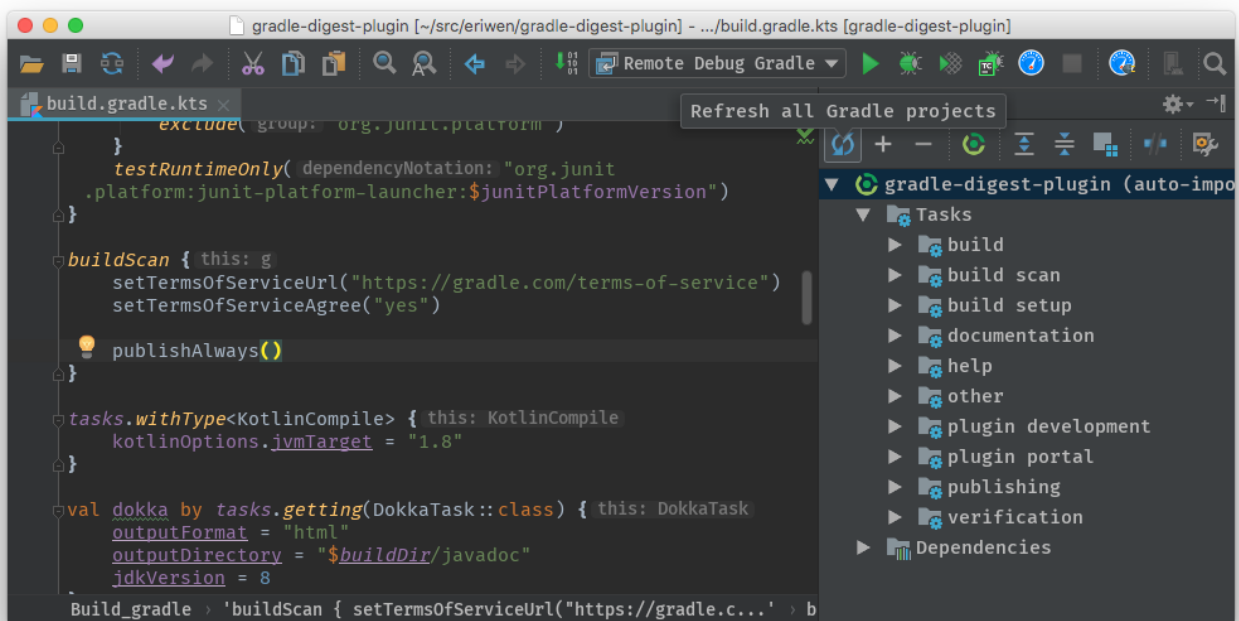 gradle-digest-plugin [~/src/eriwen/gradle-digest-plugin] - .../build.gradle.kts [gradle-digest-plugin]
Remote Debug Gradle
build.gradle.kts
Refresh all Gradle projects
exclude( group: "org.junit.platform")
}
testRuntimeOnly( dependencyNotation: "org.junit
.platform:junit-platform-launcher:$junitPlatformVersion")
}
buildScan { this: g
setTermsOfServiceUrl("https://gradle.com/terms-of-service")
setTermsOfServiceAgree("yes")
publishAlways()
}
tasks.withType<KotlinCompile> { this: KotlinCompile
kotlinOptions.jvmTarget = "1.8"
}
val dokka by tasks.getting(DokkaTask::class) { this: DokkaTask
outputFormat = "html"
outputDirectory = "$buildDir/javadoc"
jdkVersion = 8
Build_gradle › 'buildScan { setTermsOfServiceUrl("https://gradle.c...' › b
gradle-digest-plugin (auto-impo
Tasks
build
build scan
build setup
documentation
help
other
plugin development
plugin portal
publishing
verification
Dependencies